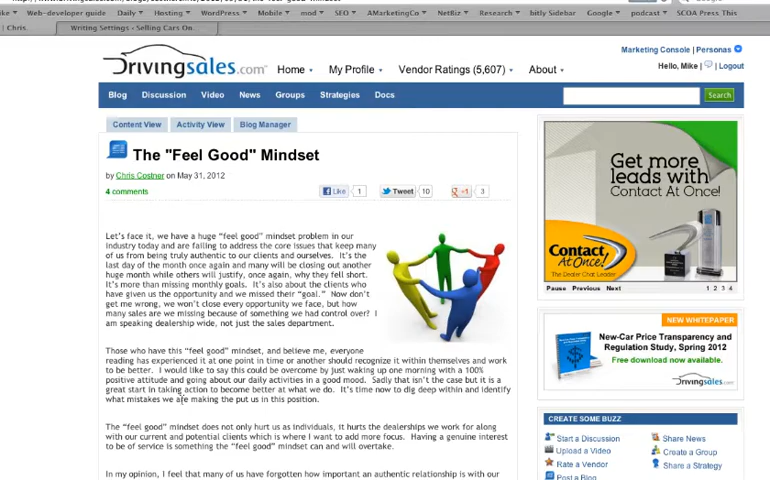 Web-developer guide Daily Hosting WordPress Mobile mod SEO AMarketingCo NetBiz Research bitly Sidebar Google podcast SCOA Press This
Chris
Writing Settings - Selling Cars On
Marketing Console | Personas
Drivingsales.com
Home My Profile Vendor Ratings (5,607) About
Hello, Mike | Logout
Blog Discussion Video News Groups Strategies Docs
Search
Content View Activity View Blog Manager
The "Feel Good" Mindset
by Chris Costner on May 31, 2012
4 comments
Like 1 Tweet 10 +1 3
Let's face it, we have a huge "feel good" mindset problem in our
industry today and are failing to address the core issues that keep many
of us from being truly authentic to our clients and ourselves. It's the
last day of the month once again and many will be closing out another
huge month while others will justify, once again, why they fell short.
It's more than missing monthly goals. It's also about the clients who
have given us the opportunity and we missed their "goal." Now don't
get me wrong, we won't close every opportunity we face, but how
many sales are we missing because of something we had control over? I
am speaking dealership wide, not just the sales department.
Those who have this "feel good" mindset, and believe me, everyone
reading has experienced it at one point in time or another should recognize it within themselves and work
to be better. I would like to say this could be overcome by just waking up one morning with a 100%
positive attitude and going about our daily activities in a good mood. Sadly that isn't the case but it is a
great start in taking action to become better at what we do. It's time now to dig deep within and identify
what mistakes we are making the put us in this position.
The "feel good" mindset does not only hurt us as individuals, it hurts the dealerships we work for along
with our current and potential clients which is where I want to add more focus. Having a genuine interest
to be of service is something the "feel good" mindset can and will overtake.
In my opinion, I feel that many of us have forgotten how important an authentic relationship is with our
Get more
leads with
Contact At Once!
Contact
At Once!
The Dealer Chat Leader
Pause Previous Next 1 2 3 4
NEW WHITEPAPER
New-Car Price Transparency and
Regulation Study, Spring 2012
Free download now available.
Drivingsales.com
CREATE SOME BUZZ
Start a Discussion Share News
Upload a Video Create a Group
Rate a Vendor Share a Strategy
Post a Blog